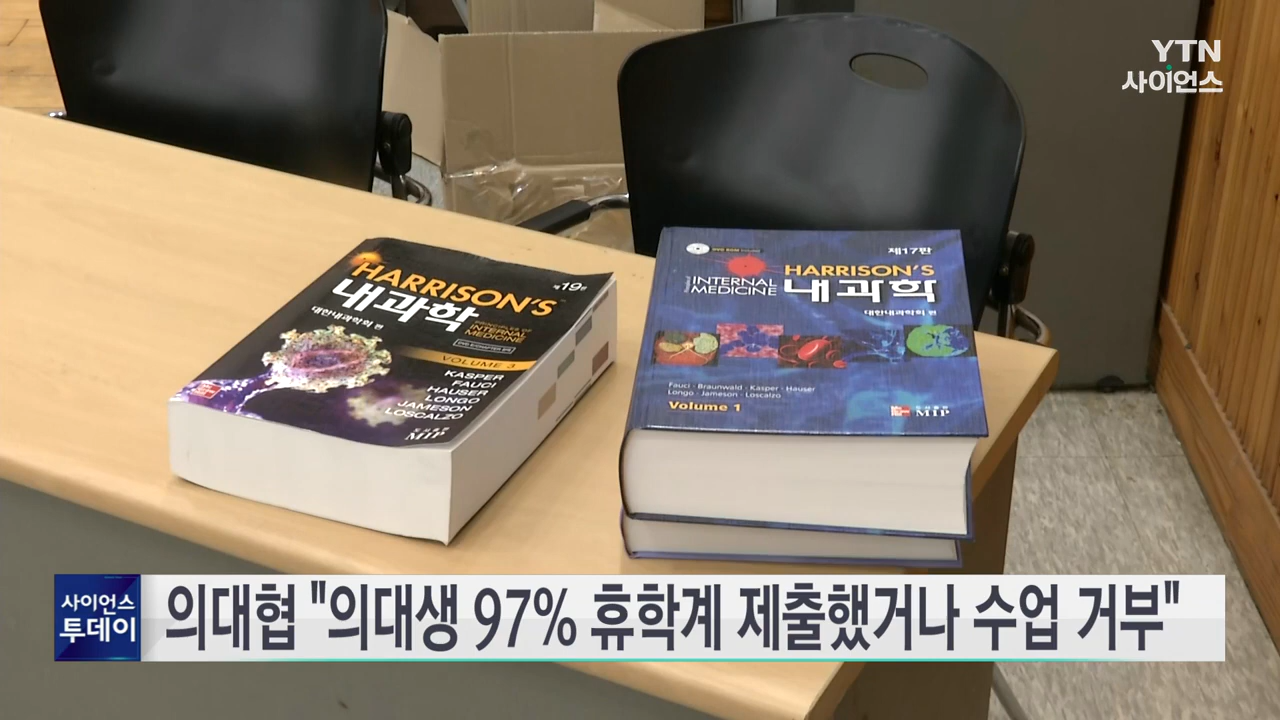 YTN
사이언스
HARRISON'S
제19판
내과학
대한내과학회 편
PRINCIPLES OF
INTERNAL
MEDICINE
VOLUME 3
KASPER
FAUCI
HAUSER
LONGO
JAMESON
LOSCALZO
MIP
DVD ROM
제17판
INTERNAL
MEDICINE
HARRISON'S
내과학
대한내과학회 편
Fauci · Braunwald · Kasper · Hauser
Longo · Jameson · Loscalzo
Volume 1
MIP
사이언스
투데이
의대협 "의대생 97% 휴학계 제출했거나 수업 거부"